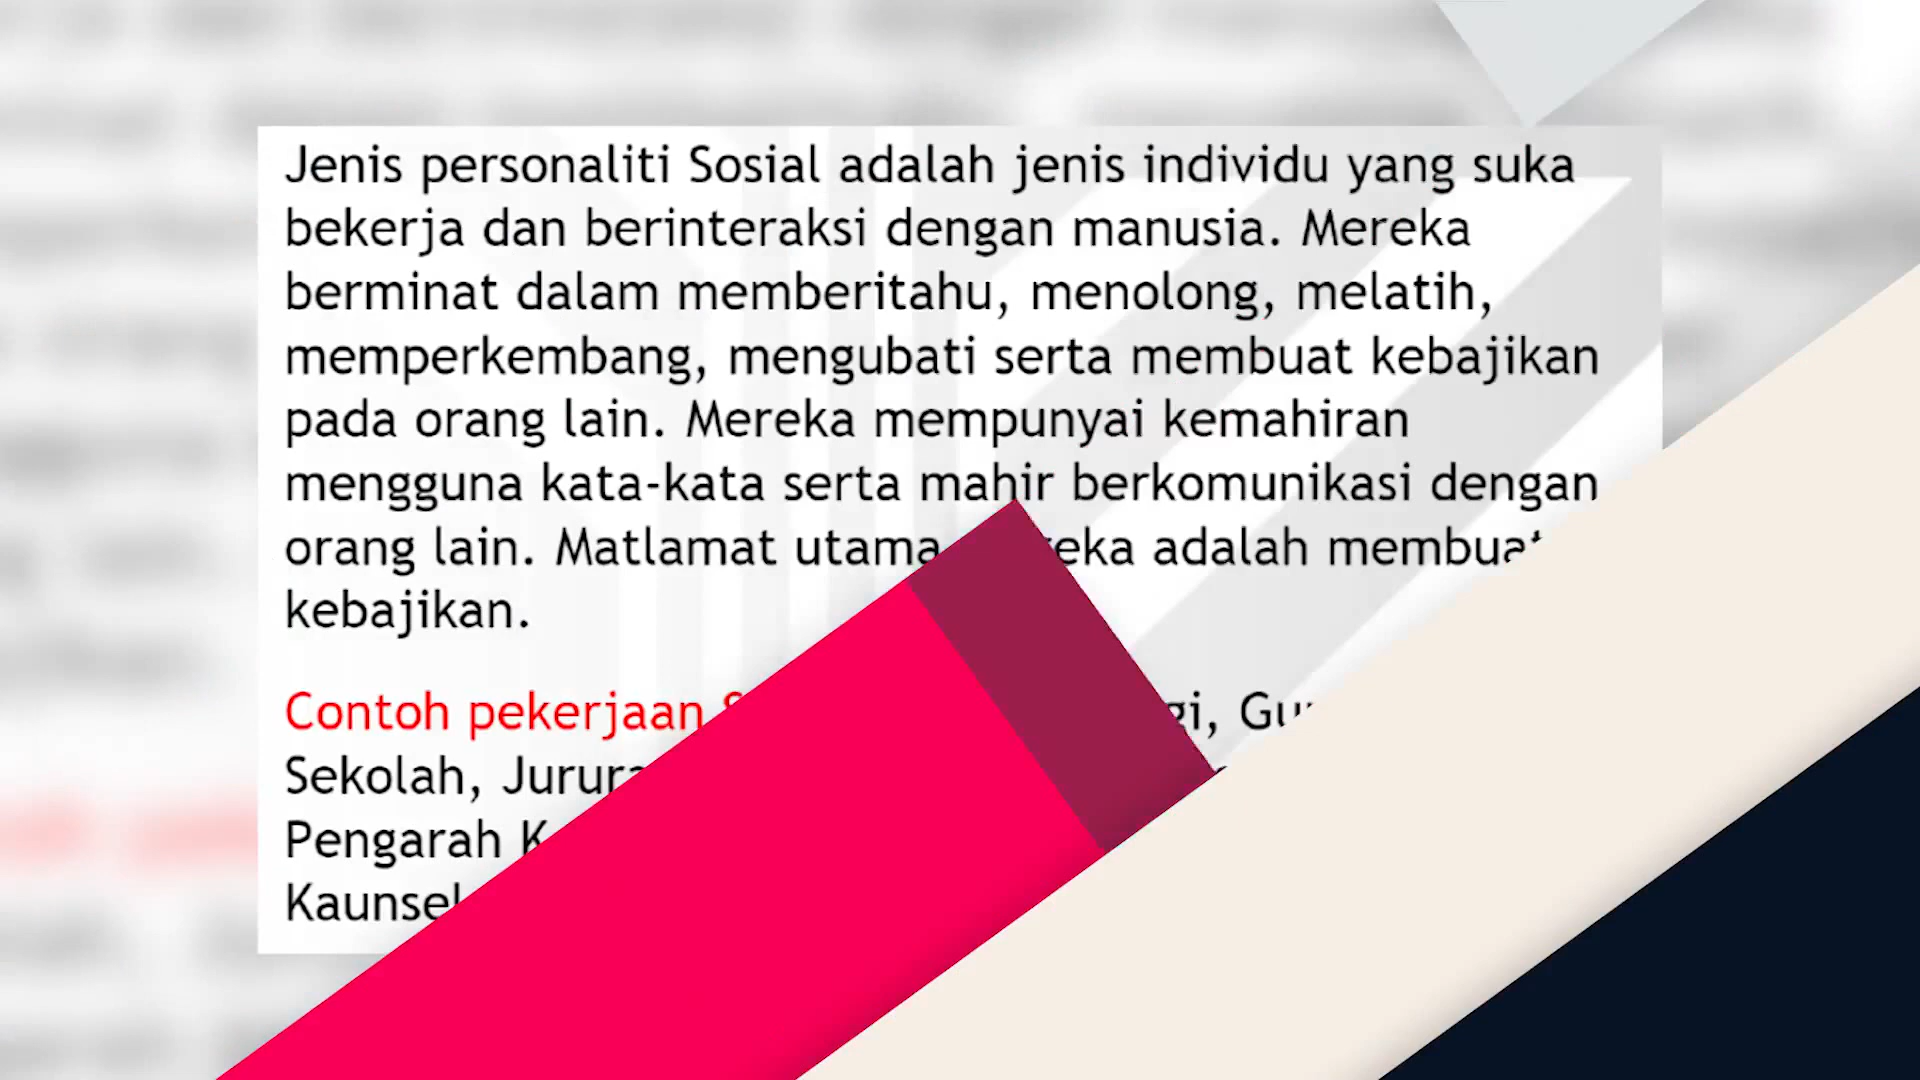 Jenis personaliti Sosial adalah jenis individu yang suka
bekerja dan berinteraksi dengan manusia. Mereka
berminat dalam memberitahu, menolong, melatih,
memperkembang, mengubati serta membuat kebajikan
pada orang lain. Mereka mempunyai kemahiran
mengguna kata-kata serta mahir berkomunikasi dengan
orang lain. Matlamat utama adalah membuat
kebajikan.
Contoh pekerjaan
Sekolah,
Pengarah